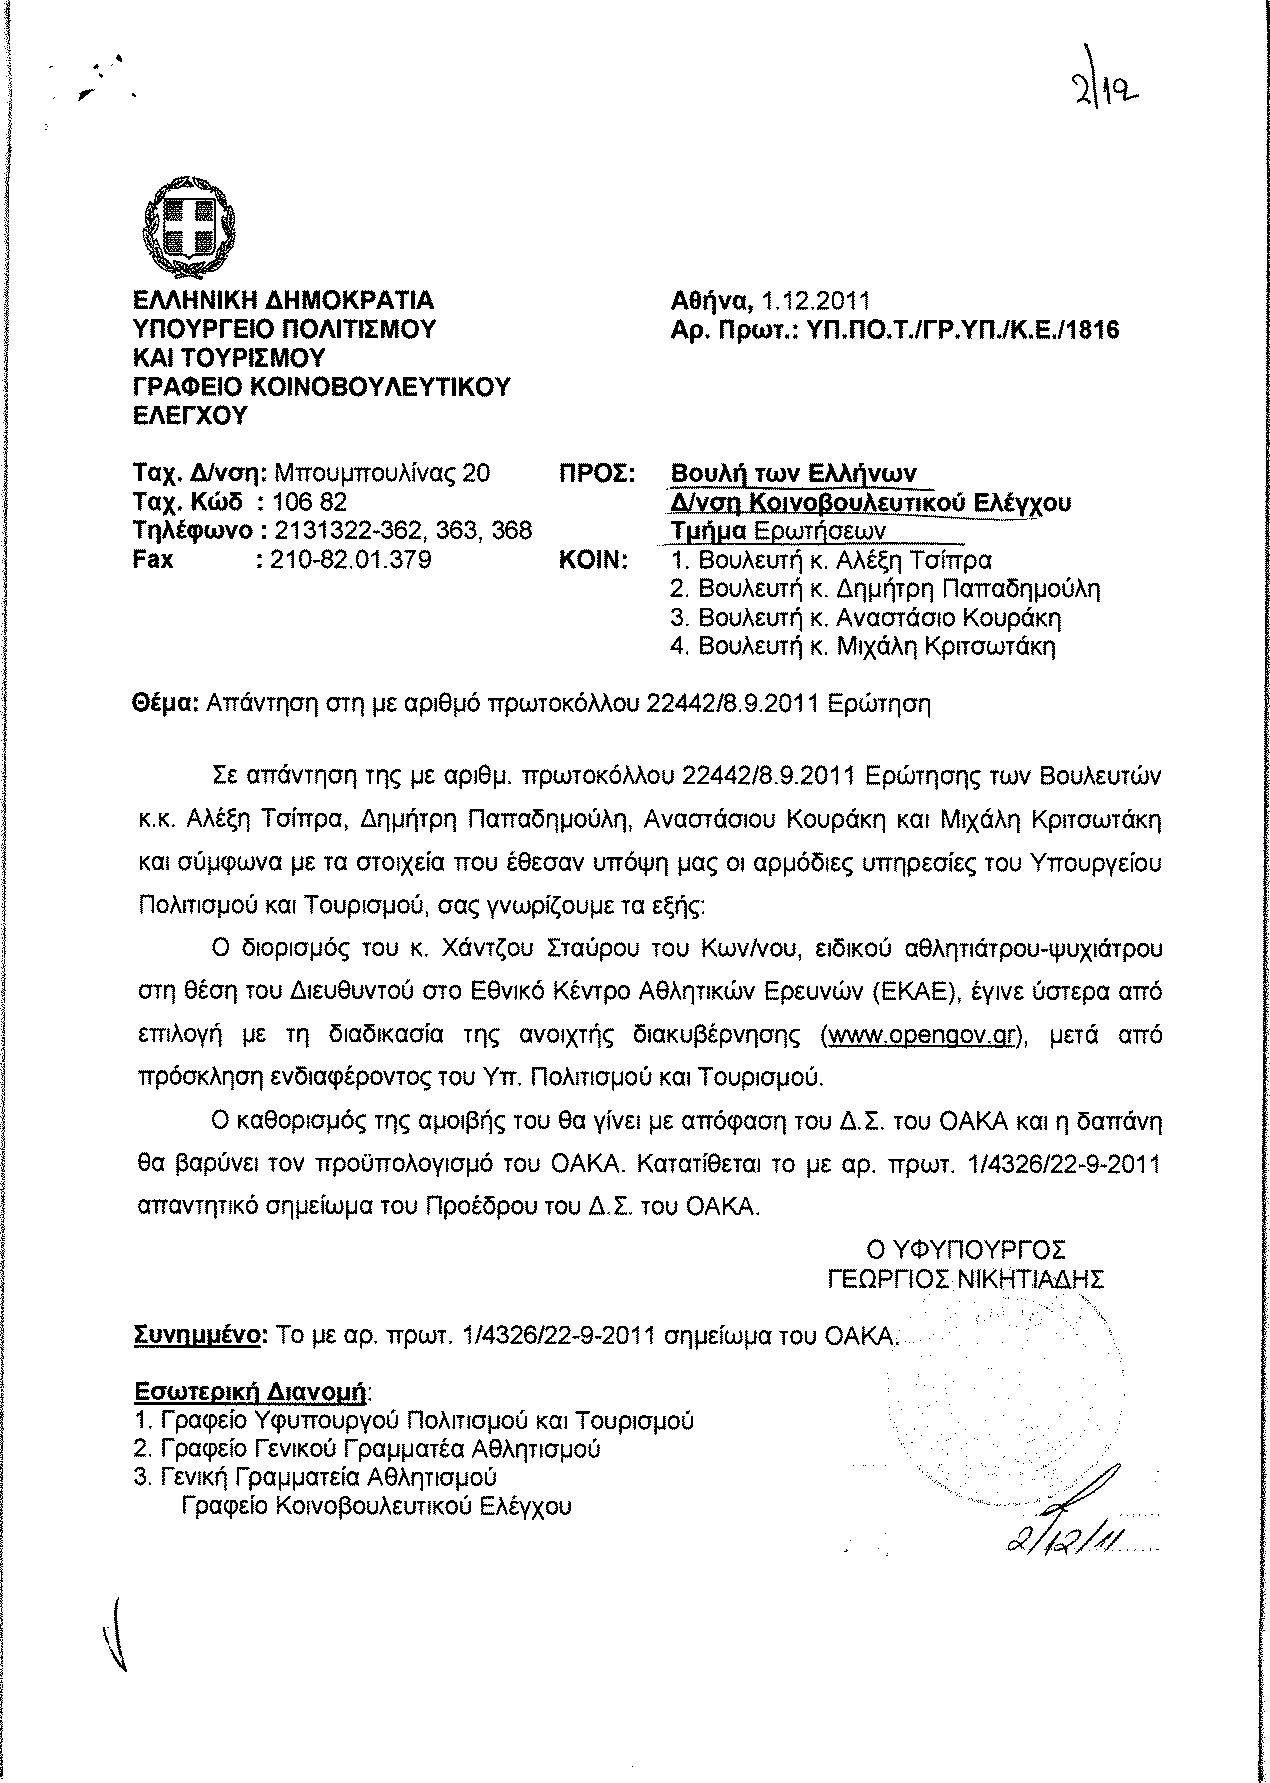 2/12
ΕΛΛΗΝΙΚΗ ΔΗΜΟΚΡΑΤΙΑ
ΥΠΟΥΡΓΕΙΟ ΠΟΛΙΤΙΣΜΟΥ
ΚΑΙ ΤΟΥΡΙΣΜΟΥ
ΓΡΑΦΕΙΟ ΚΟΙΝΟΒΟΥΛΕΥΤΙΚΟΥ
ΕΛΕΓΧΟΥ
Αθήνα, 1.12.2011
Αρ. Πρωτ.: ΥΠ.ΠΟ.Τ./ΓΡ.ΥΠ./Κ.Ε./1816
Ταχ. Δ/νση: Μπουμπουλίνας 20
Ταχ. Κώδ : 106 82
Τηλέφωνο : 2131322-362, 363, 368
Fax : 210-82.01.379
ΠΡΟΣ: Βουλή των Ελλήνων
Δ/νση Κοινοβουλευτικού Ελέγχου
Τμήμα Ερωτήσεων
ΚΟΙΝ: 1. Βουλευτή κ. Αλέξη Τσίπρα
2. Βουλευτή κ. Δημήτρη Παπαδημούλη
3. Βουλευτή κ. Αναστάσιο Κουράκη
4. Βουλευτή κ. Μιχάλη Κριτσωτάκη
Θέμα: Απάντηση στη με αριθμό πρωτοκόλλου 22442/8.9.2011 Ερώτηση
Σε απάντηση της με αριθμ. πρωτοκόλλου 22442/8.9.2011 Ερώτησης των Βουλευτών
κ.κ. Αλέξη Τσίπρα, Δημήτρη Παπαδημούλη, Αναστάσιου Κουράκη και Μιχάλη Κριτσωτάκη
και σύμφωνα με τα στοιχεία που έθεσαν υπόψη μας οι αρμόδιες υπηρεσίες του Υπουργείου
Πολιτισμού και Τουρισμού, σας γνωρίζουμε τα εξής:
Ο διορισμός του κ. Χάντζου Σταύρου του Κων/νου, ειδικού αθλητιάτρου-ψυχιάτρου
στη θέση του Διευθυντού στο Εθνικό Κέντρο Αθλητικών Ερευνών (ΕΚΑΕ), έγινε ύστερα από
επιλογή με τη διαδικασία της ανοιχτής διακυβέρνησης (www.opengov.gr), μετά από
πρόσκληση ενδιαφέροντος του Υπ. Πολιτισμού και Τουρισμού.
Ο καθορισμός της αμοιβής του θα γίνει με απόφαση του Δ.Σ. του ΟΑΚΑ και η δαπάνη
θα βαρύνει τον προϋπολογισμό του ΟΑΚΑ. Κατατίθεται το με αρ. πρωτ. 1/4326/22-9-2011
απαντητικό σημείωμα του Προέδρου του Δ.Σ. του ΟΑΚΑ.
Ο ΥΦΥΠΟΥΡΓΟΣ
ΓΕΩΡΓΙΟΣ ΝΙΚΗΤΙΑΔΗΣ
Συνημμένο: Το με αρ. πρωτ. 1/4326/22-9-2011 σημείωμα του ΟΑΚΑ.
Εσωτερική Διανομή:
1. Γραφείο Υφυπουργού Πολιτισμού και Τουρισμού
2. Γραφείο Γενικού Γραμματέα Αθλητισμού
3. Γενική Γραμματεία Αθλητισμού
Γραφείο Κοινοβουλευτικού Ελέγχου
2/12/11